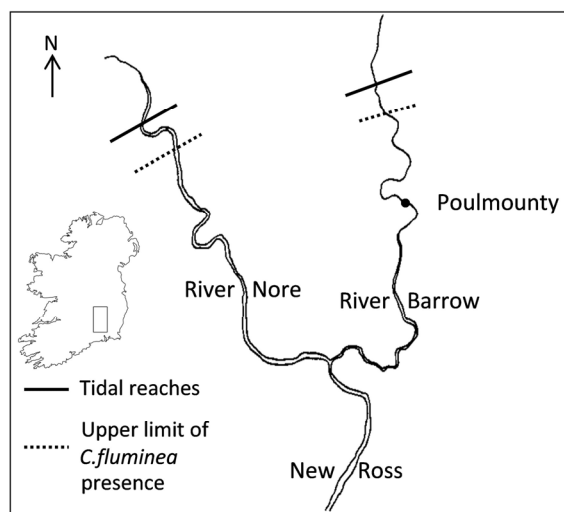 N
Poulmounty
River Nore
River Barrow
Tidal reaches
Upper limit of
C.fluminea
presence
New Ross